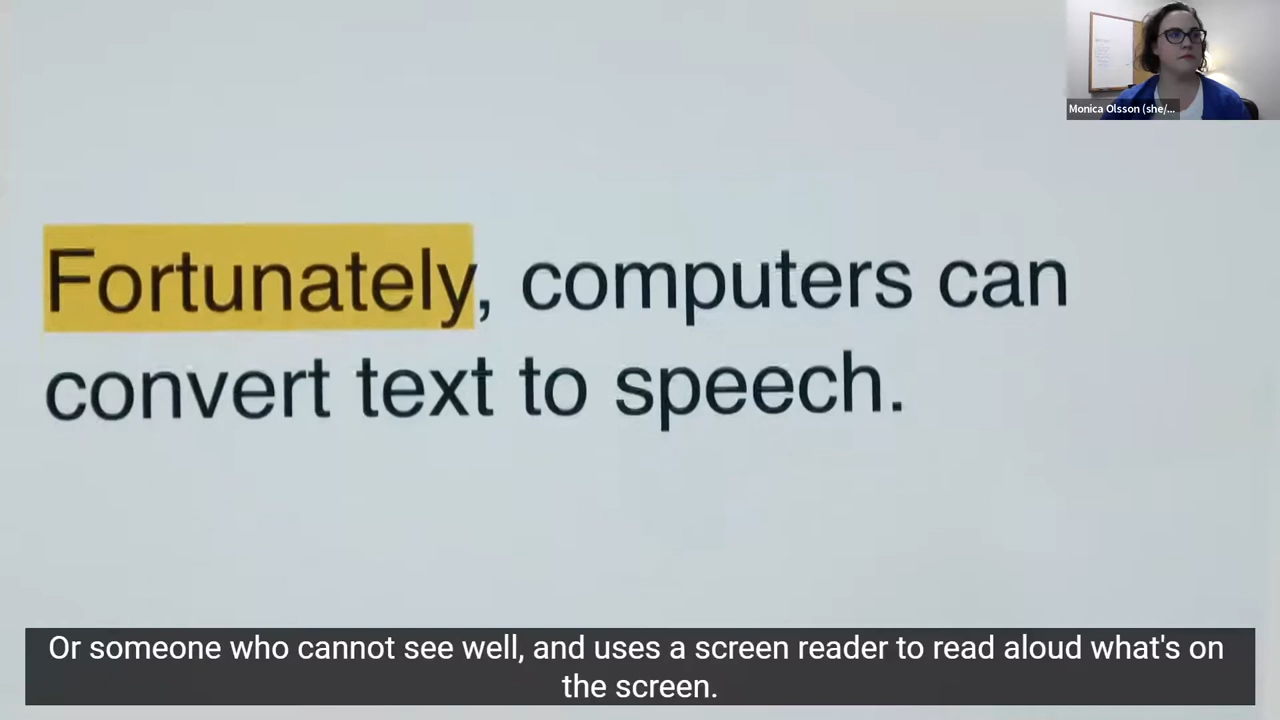 Monica Olsson (she/...
Fortunately, computers can
convert text to speech.
Or someone who cannot see well, and uses a screen reader to read aloud what's on
the screen.